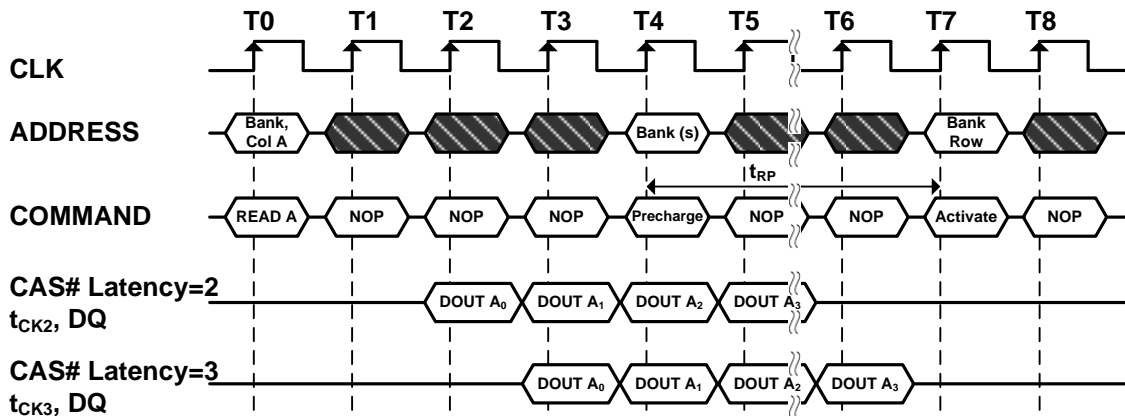 T0 T1 T2 T3 T4 T5 T6 T7 T8
CLK
ADDRESS
Bank,
Col A
Bank (s)
Bank
Row
tRP
COMMAND
READ A NOP NOP NOP Precharge NOP NOP Activate NOP
CAS# Latency=2
tCK2, DQ
DOUT A0 DOUT A1 DOUT A2 DOUT A3
CAS# Latency=3
tCK3, DQ
DOUT A0 DOUT A1 DOUT A2 DOUT A3